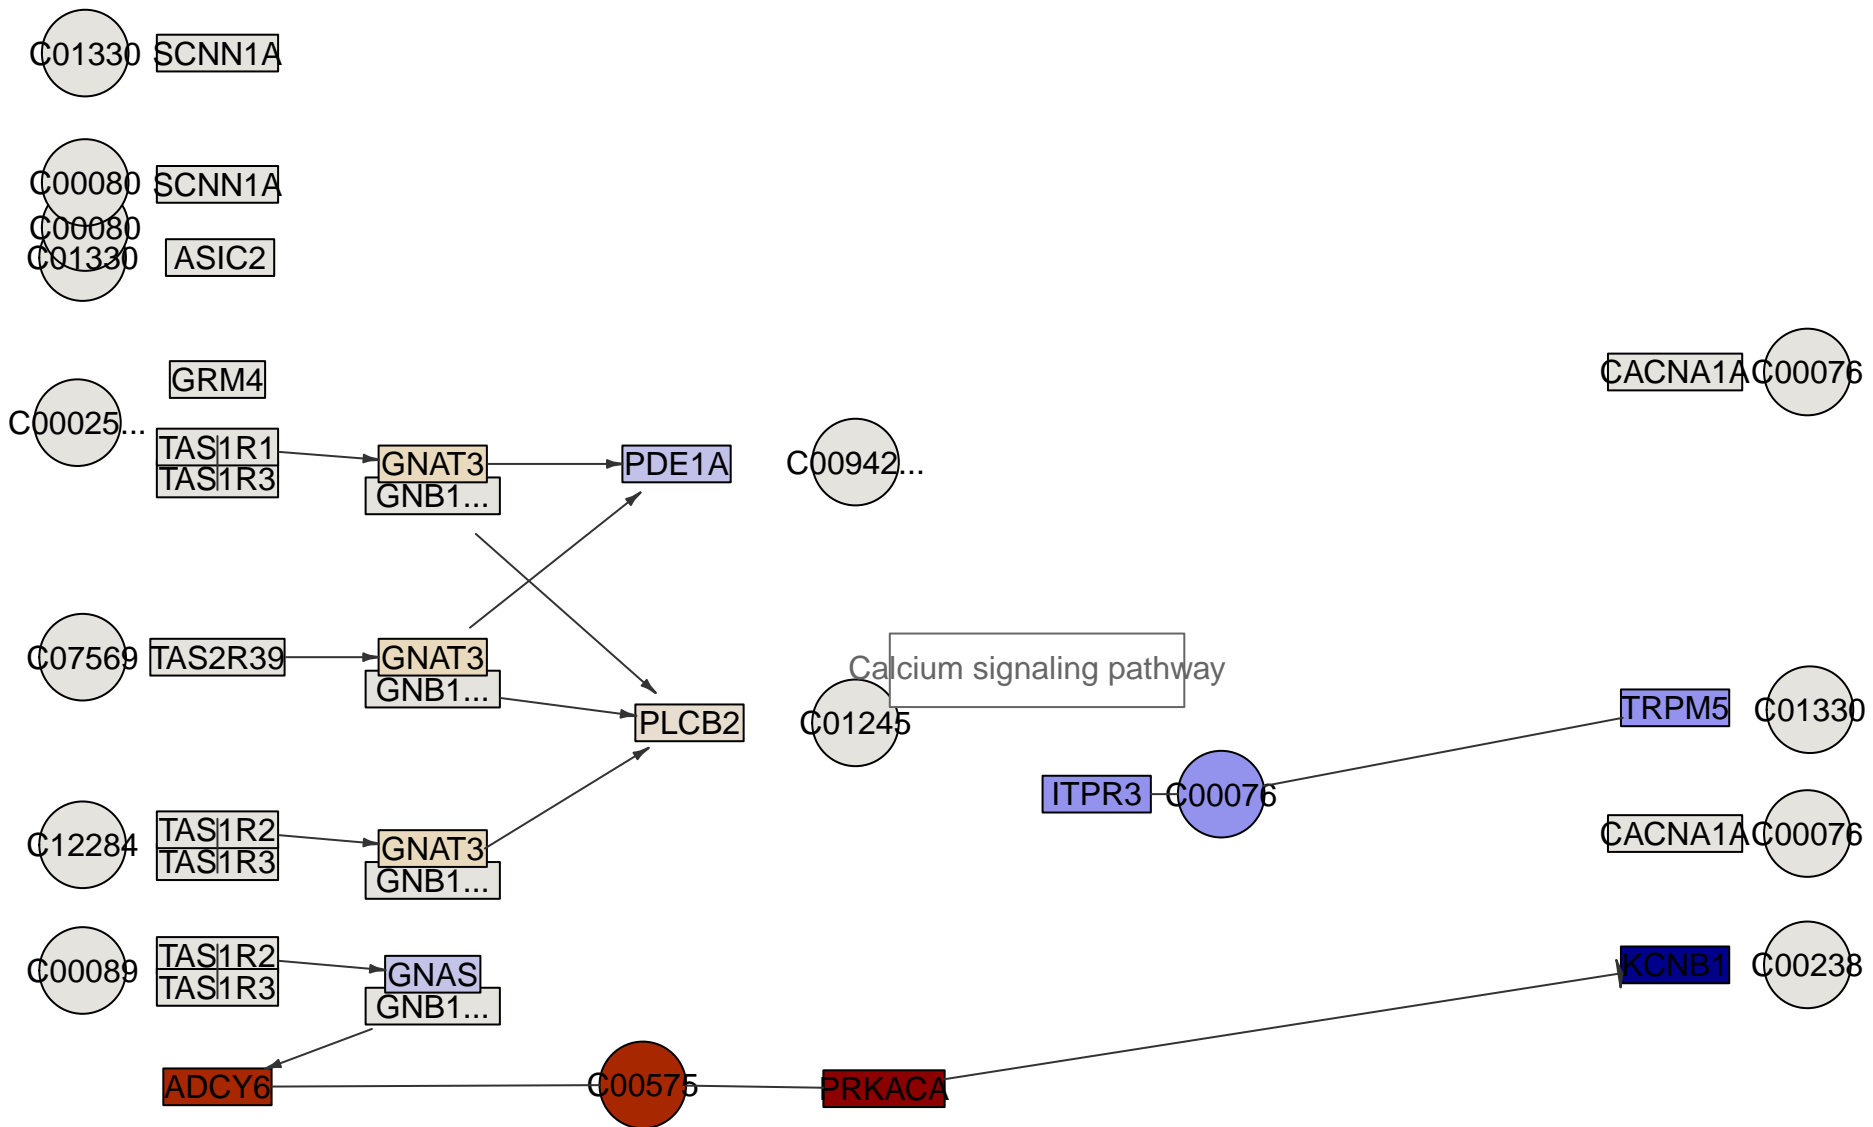 C01330 SCNN1A
C00080 SCNN1A
C00080
C01330 ASIC2
GRM4
CACNA1A C00076
C00025...
TAS1R1
GNAT3 PDE1A C00942...
TAS1R3
GNB1...
C07569 TAS2R39 GNAT3
Calcium signaling pathway
GNB1...
TRPM5 C01330
PLCB2 C01245
ITPR3 C00076
TAS1R2
CACNA1A C00076
C12284
GNAT3
TAS1R3
GNB1...
TAS1R2
KCNB1 C00238
C00089
GNAS
TAS1R3
GNB1...
ADCY6 C00575 PRKACA